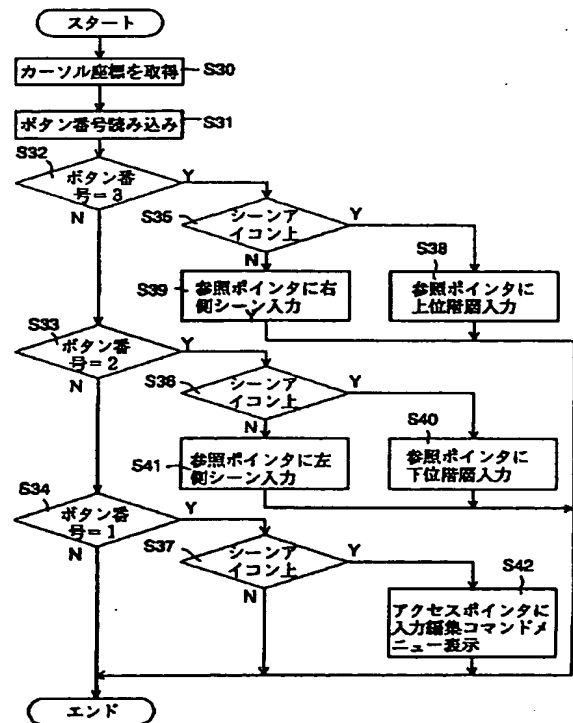 スタート
カーソル座標を取得
S30
ボタン番号読み込み
S31
S32
ボタン番
号=3
Y
N
S35
シーンア
イコン上
Y
N
S38
参照ポインタに
上位階層入力
S39
参照ポインタに右
側シーン入力
S33
ボタン番
号=2
Y
N
S36
シーンア
イコン上
Y
N
S40
参照ポインタに
下位階層入力
S41
参照ポインタに左
側シーン入力
S34
ボタン番
号=1
Y
N
S37
シーンア
イコン上
Y
N
S42
アクセスポインタに
入力編集コマンドメ
ニュー表示
エンド